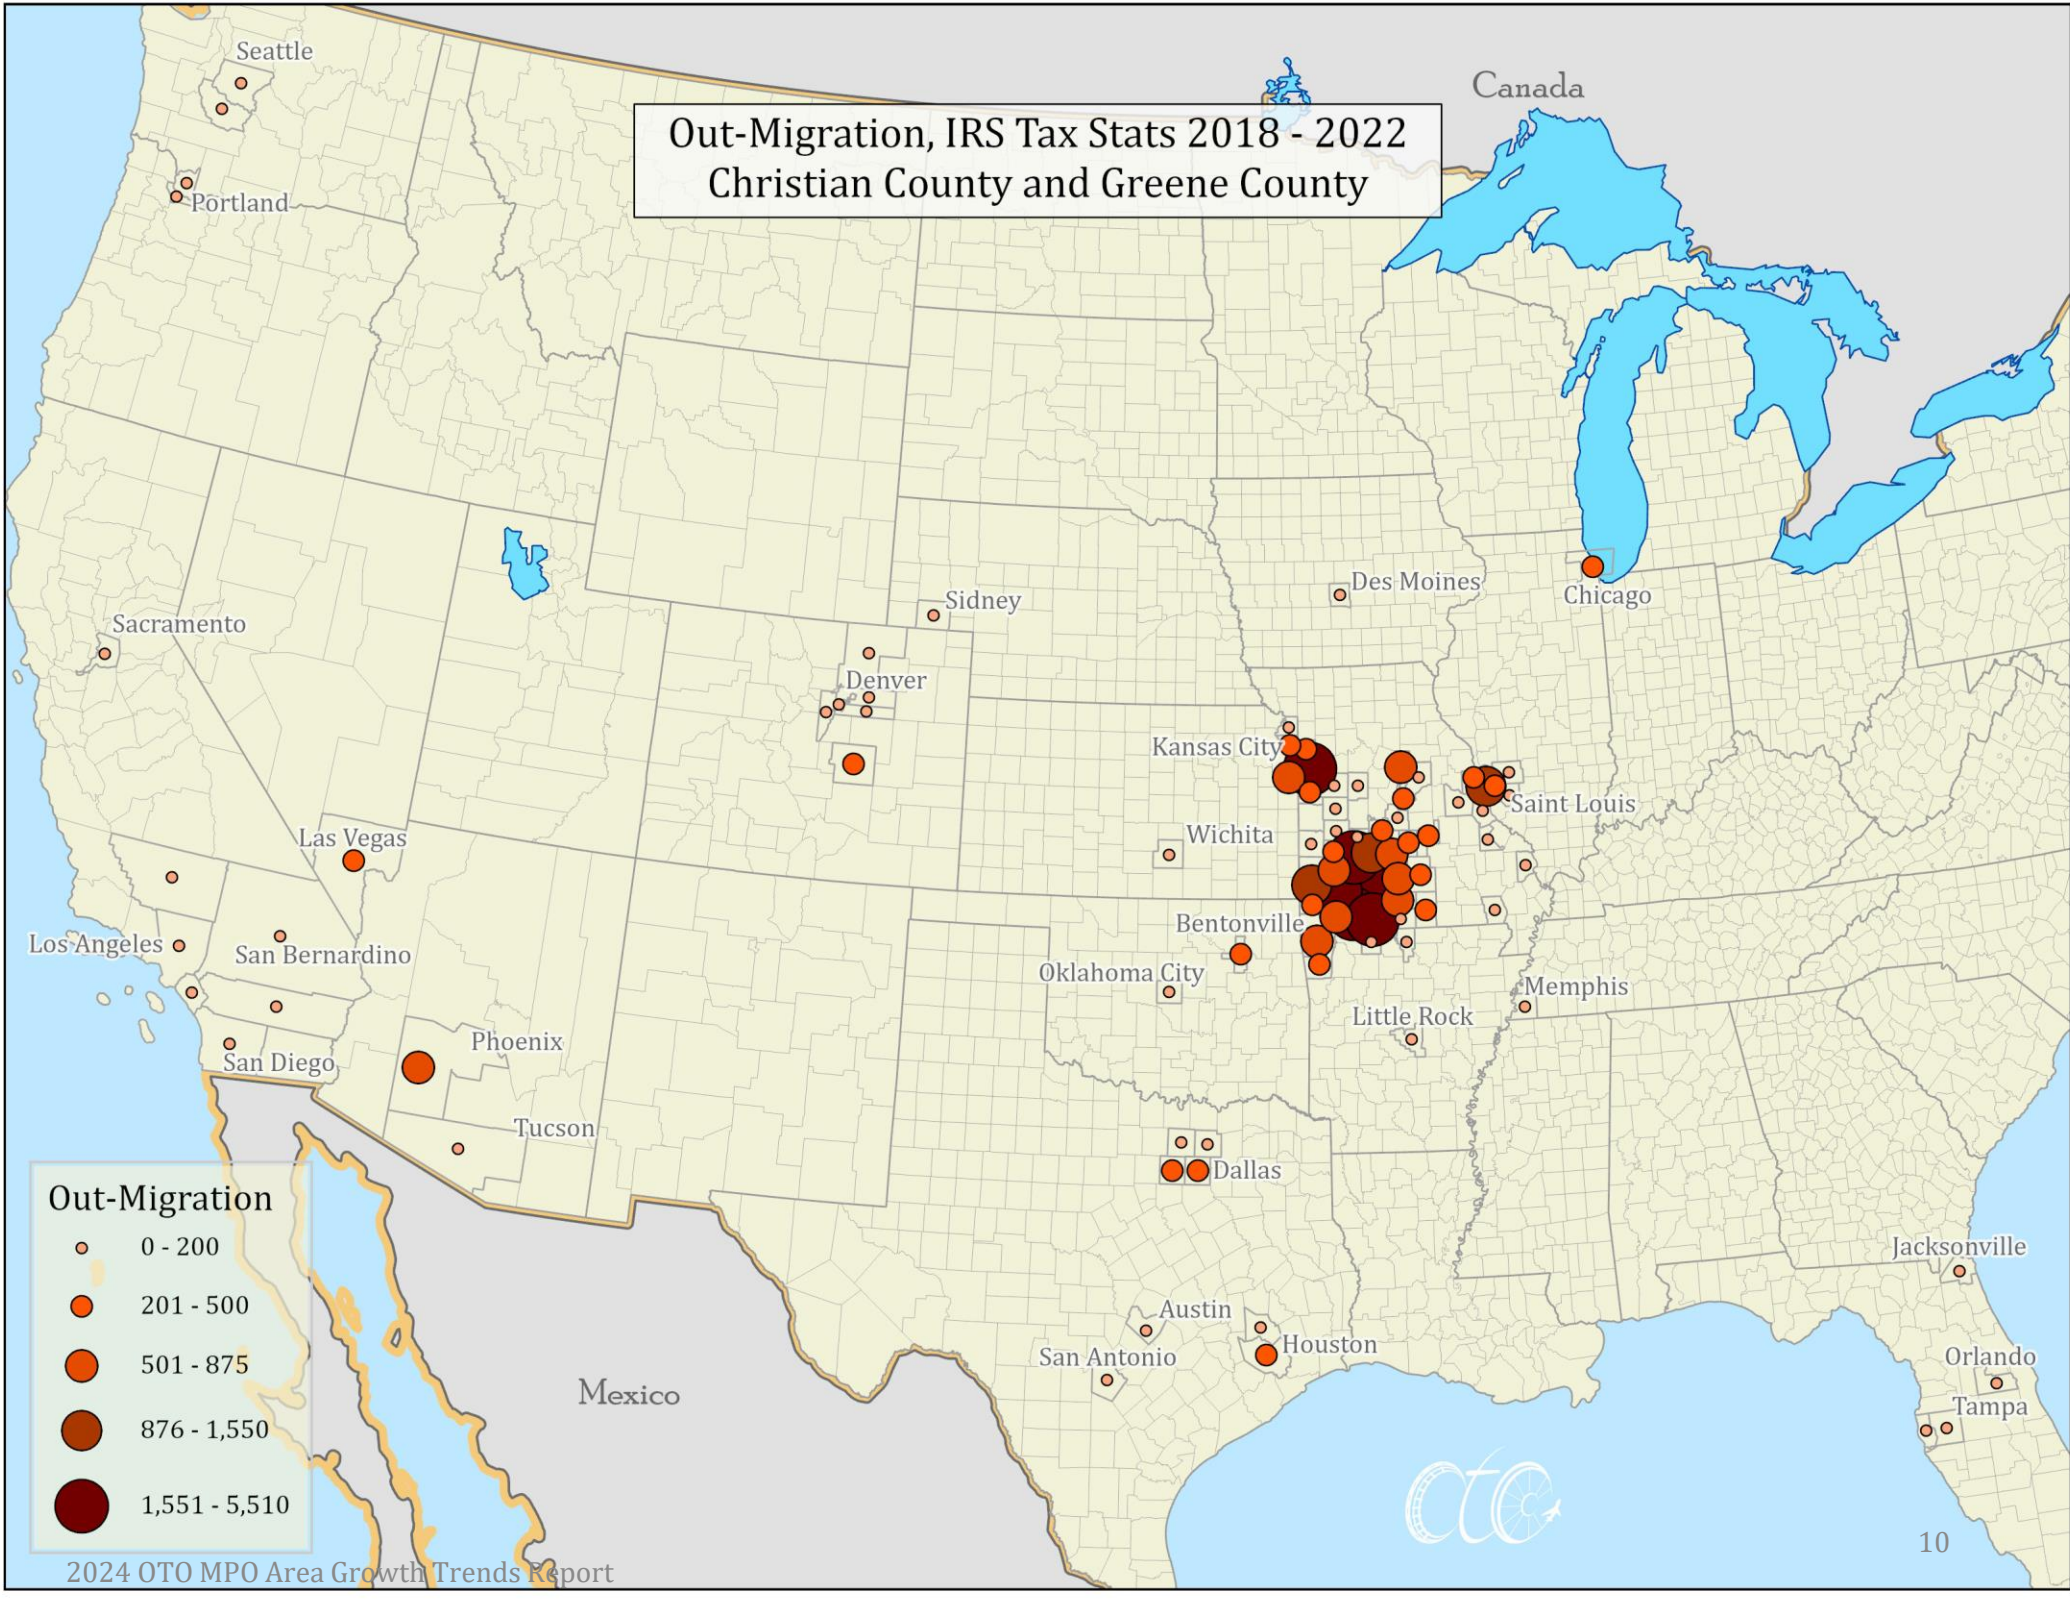 Seattle
Canada
Out-Migration, IRS Tax Stats 2018 - 2022
Christian County and Greene County
Portland
Des Moines
Chicago
Sidney
Sacramento
Denver
Kansas City
Saint Louis
Las Vegas
Wichita
Bentonville
Los Angeles
San Bernardino
Oklahoma City
Memphis
Little Rock
Phoenix
San Diego
Tucson
Dallas
Out-Migration
0 - 200
201 - 500
501 - 875
876 - 1,550
1,551 - 5,510
Jacksonville
Austin
Houston
San Antonio
Orlando
Mexico
Tampa
OTO
10
2024 OTO MPO Area Growth Trends Report